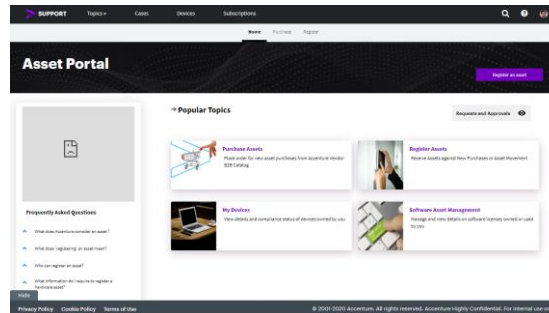 SUPPORT Topics Cases Devices Subscriptions
Home Purchase Register
Asset Portal
Register an asset
Popular Topics
Requests and Approvals
Purchase Assets
Place order for new asset purchases from Accenture Vendor
B2B Catalog
Register Assets
Receive Assets against New Purchases or Asset Movement
My Devices
View details and compliance status of devices owned by you
Software Asset Management
Manage and view details on software licenses owned or used
by you
Frequently Asked Questions
What does Accenture consider an asset?
What does 'registering' an asset mean?
Who can register an asset?
What information do I require to register a
hardware asset?
Hide
Privacy Policy Cookie Policy Terms of Use
© 2001-2020 Accenture. All rights reserved. Accenture Highly Confidential. For internal use